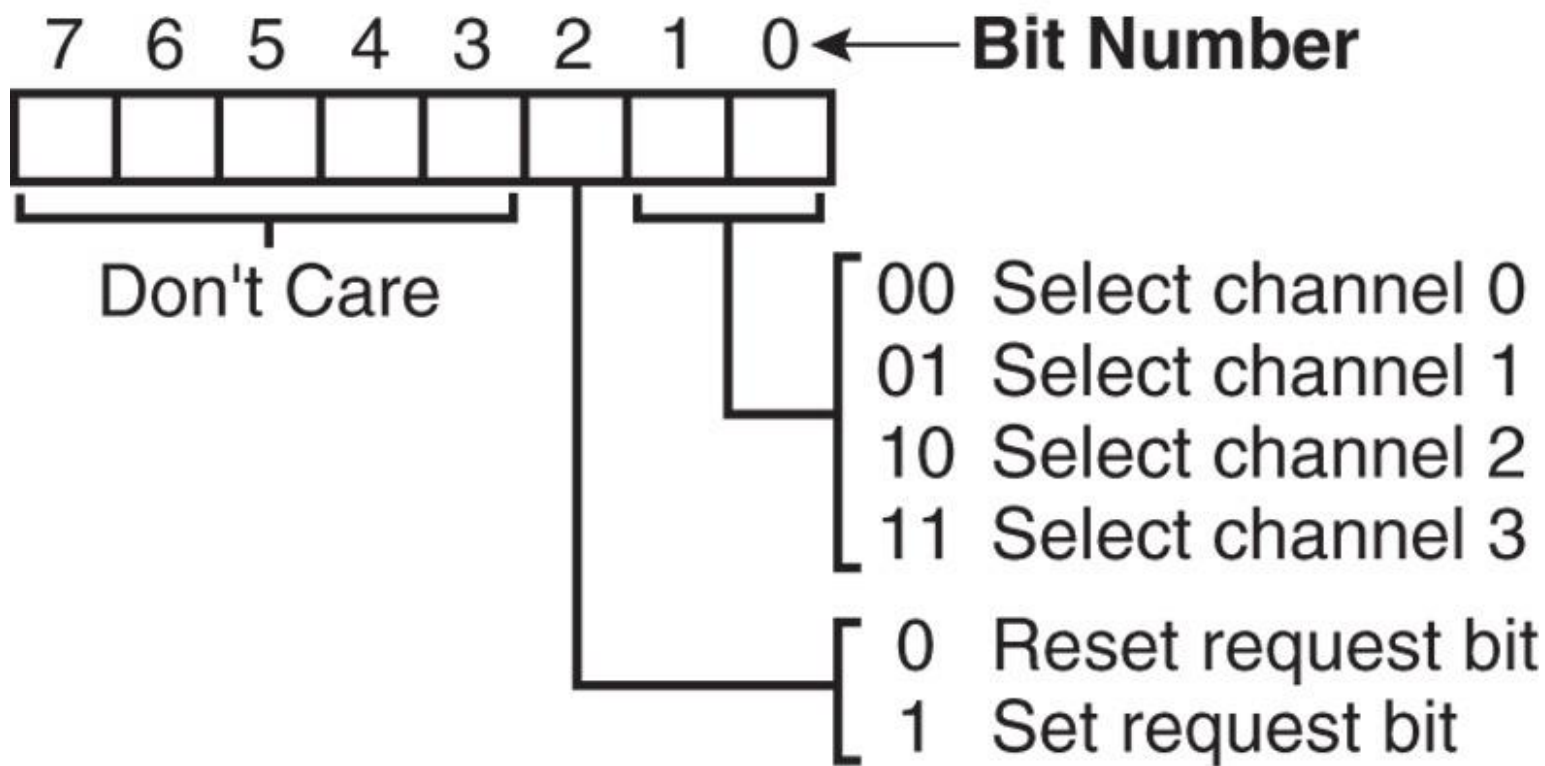 7 6 5 4 3 2 1 0 Bit Number
Don't Care
00 Select channel 0
01 Select channel 1
10 Select channel 2
11 Select channel 3
0 Reset request bit
1 Set request bit